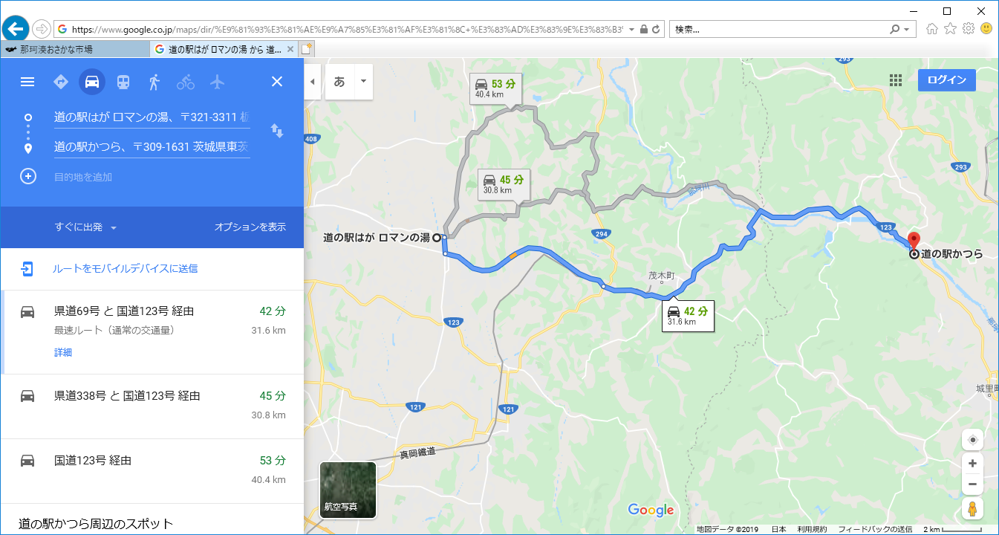 https://www.google.co.jp/maps/dir/%E9%81%93%E3%81%AE%E9%A7%85%E3%81%AF%E3%81%8C+%E3%83%AD%E3%83%9E%E3%83%B3%
検索...
那珂湊おさかな市場
道の駅はが ロマンの湯 から 道...
道の駅はが ロマンの湯、〒321-3311 栃
道の駅かつら、〒309-1631 茨城県東茨
目的地を追加
すぐに出発
オプションを表示
ルートをモバイルデバイスに送信
県道69号 と 国道123号 経由
42 分
最速ルート（通常の交通量）
31.6 km
詳細
県道338号 と 国道123号 経由
45 分
30.8 km
国道123号 経由
53 分
40.4 km
道の駅かつら周辺のスポット
あ
ログイン
293
53 分
40.4 km
408
293
45 分
30.8 km
那珂川
123
294
道の駅はが ロマンの湯
道の駅かつら
茂木町
42 分
31.6 km
123
那珂
城里町
121
121
真岡鐵道
航空写真
Google
地図データ ©2019
日本
利用規約
フィードバックの送信
2 km